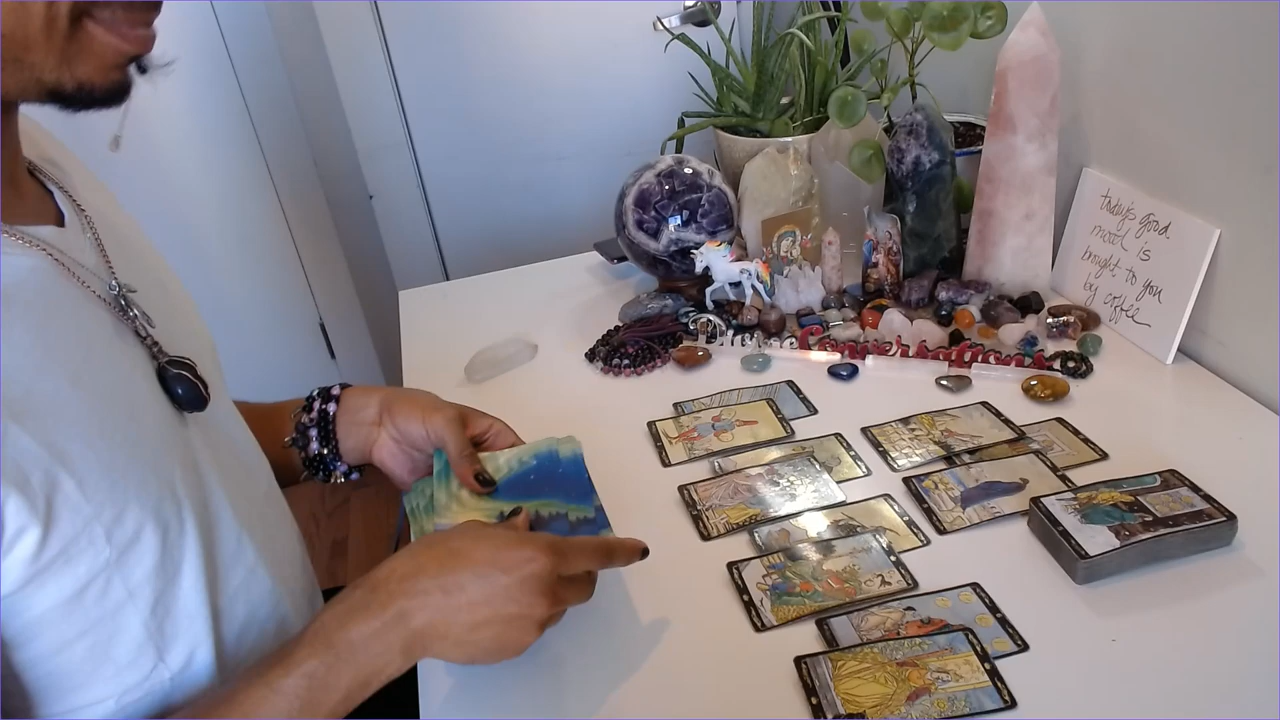 today's good
mood is
brought to you
by coffee
Divine Conversations